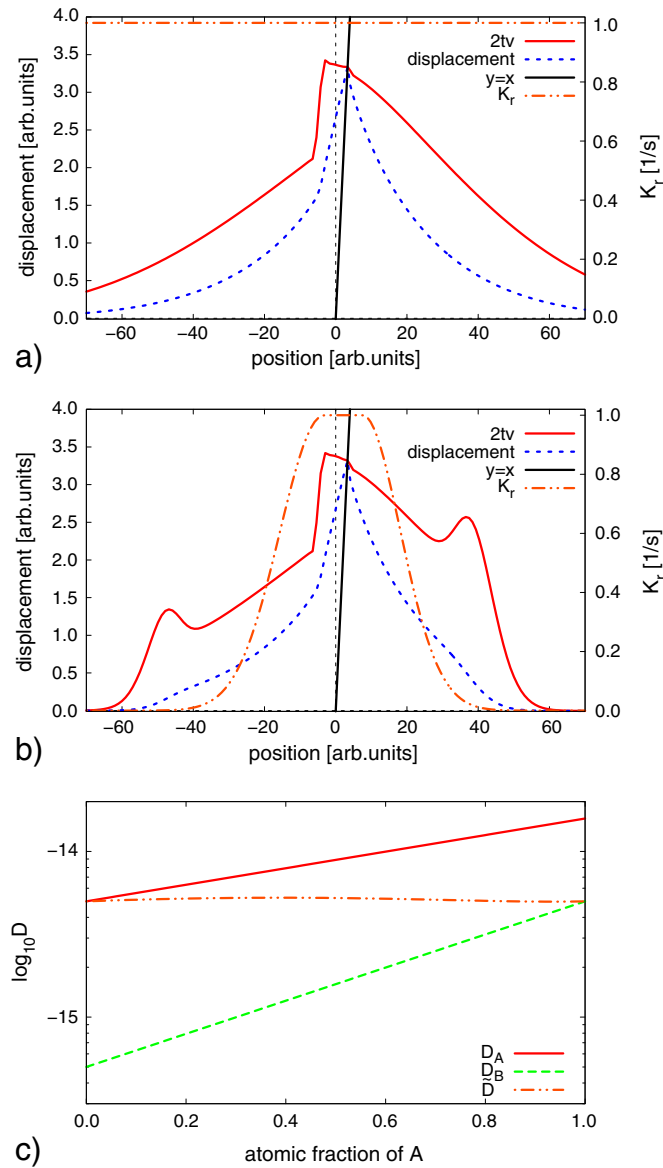 4.0
3.5
3.0
2.5
2.0
1.5
1.0
0.5
0.0
displacement [arb.units]
2tv
displacement
y=x
Kr
1.0
0.8
0.6
0.4
0.2
0.0
Kr [1/s]
−60 −40 −20 0 20 40 60
position [arb.units]
a)
4.0
3.5
3.0
2.5
2.0
1.5
1.0
0.5
0.0
displacement [arb.units]
2tv
displacement
y=x
Kr
1.0
0.8
0.6
0.4
0.2
0.0
Kr [1/s]
−60 −40 −20 0 20 40 60
position [arb.units]
b)
-14
-15
log10D
DA
DB
D̃
0.0 0.2 0.4 0.6 0.8 1.0
atomic fraction of A
c)